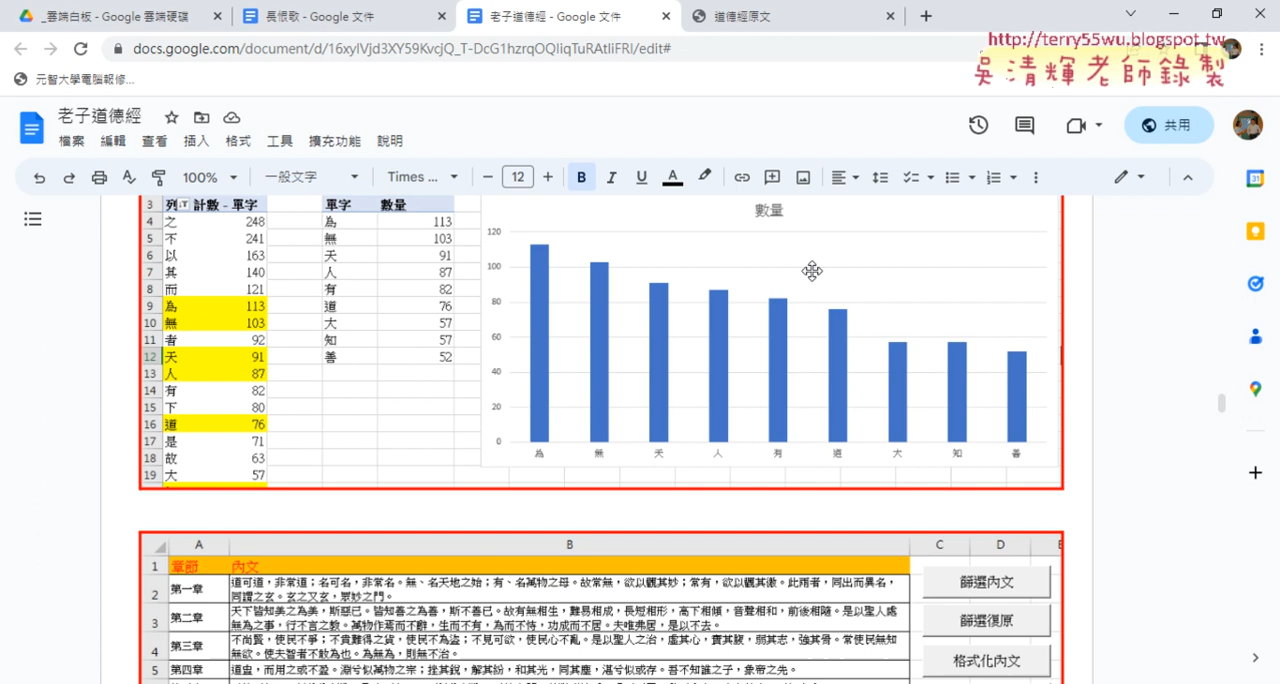 _雲端白板 - Google 雲端硬碟
長恨歌 - Google 文件
老子道德經 - Google 文件
道德經原文
docs.google.com/document/d/16xylVjd3XY59KvcjQ_T-DcG1hzrqOQIiqTuRAtliFRI/edit#
http://terry55wu.blogspot.tw
吳清輝老師錄製
元智大學電腦報修...
老子道德經
檔案 編輯 查看 插入 格式 工具 擴充功能 說明
共用
100% 一般文字 Times ... 12 B I U A
3 列 計數 - 單字 單字 數量
4 之 248 為 113
5 不 241 無 103
6 以 163 天 91
7 其 140 人 87
8 而 121 有 82
9 為 113 道 76
10 無 103 大 57
11 者 92 知 57
12 天 91 善 52
13 人 87
14 有 82
15 下 80
16 道 76
17 是 71
18 故 63
19 大 57
數量
120
100
80
60
40
20
0
為 無 天 人 有 道 大 知 善
A B C D E
1 章節 內文
2 第一章 道可道，非常道；名可名，非常名。無、名天地之始；有、名萬物之母。故常無，欲以觀其妙；常有，欲以觀其徼。此兩者，同出而異名，
同謂之玄。玄之又玄，眾妙之門。
3 第二章 天下皆知美之為美，斯惡已。皆知善之為善，斯不善已。故有無相生，難易相成，長短相形，高下相傾，音聲相和，前後相隨。是以聖人處
無為之事，行不言之教。萬物作焉而不辭，生而不有，為而不恃，功成而不居。夫唯弗居，是以不去。
4 第三章 不尚賢，使民不爭；不貴難得之貨，使民不為盜；不見可欲，使民心不亂。是以聖人之治，虛其心，實其腹，弱其志，強其骨。常使民無知
無欲。使夫智者不敢為也。為無為，則無不治。
5 第四章 道盅，而用之或不盈。淵兮似萬物之宗；挫其銳，解其紛，和其光，同其塵，湛兮似或存。吾不知誰之子，象帝之先。
篩選內文
篩選復原
格式化內文